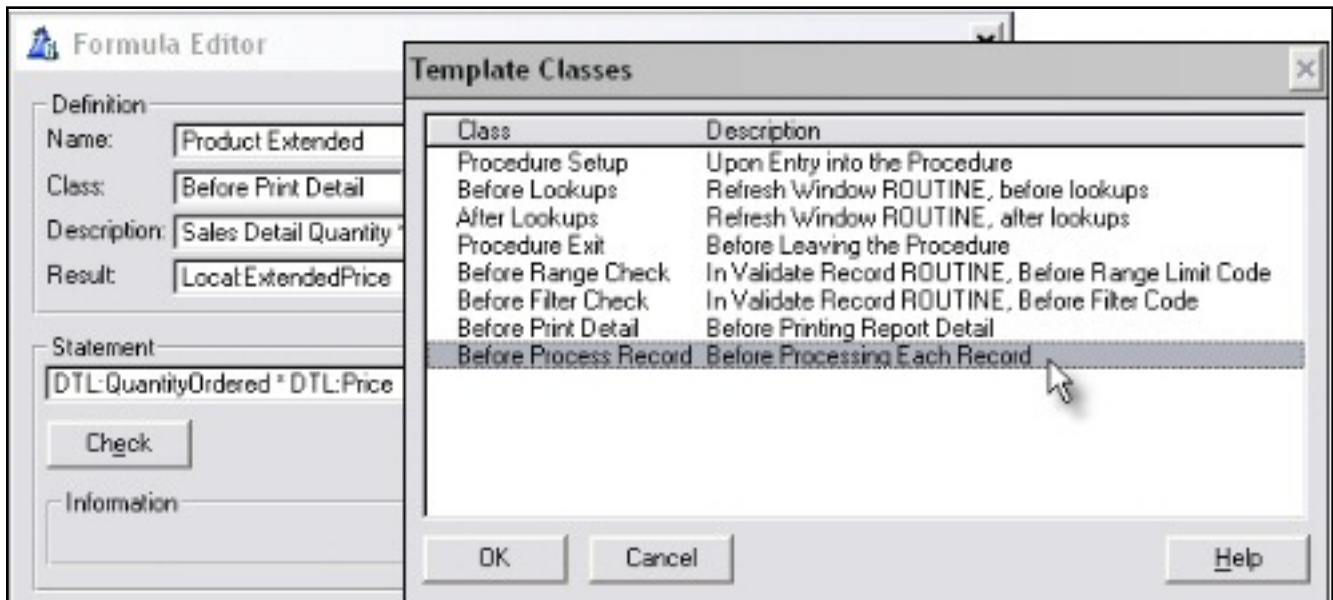 Formula Editor
Definition
Name: Product Extended
Class: Before Print Detail
Description: Sales Detail Quantity *
Result: Local:ExtendedPrice
Statement
DTL:QuantityOrdered * DTL:Price
Check
Information
Template Classes
Class Description
Procedure Setup Upon Entry into the Procedure
Before Lookups Refresh Window ROUTINE, before lookups
After Lookups Refresh Window ROUTINE, after lookups
Procedure Exit Before Leaving the Procedure
Before Range Check In Validate Record ROUTINE, Before Range Limit Code
Before Filter Check In Validate Record ROUTINE, Before Filter Code
Before Print Detail Before Printing Report Detail
Before Process Record Before Processing Each Record
OK Cancel Help